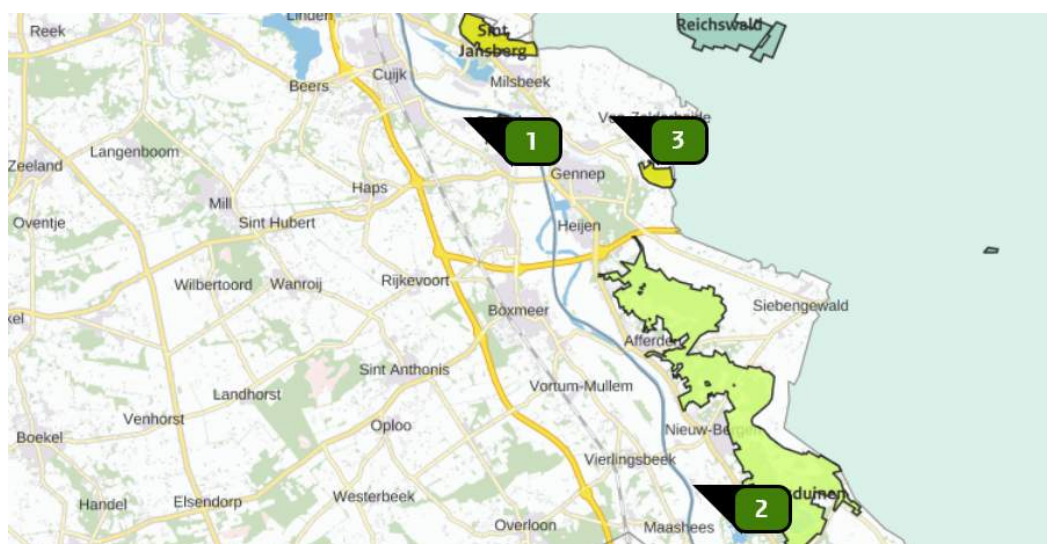 Linden
Reek
Sint
Jansberg
Reichswald
Cuijk
Beers
Milsbeek
Langenboom
1
3
Zeeland
Haps
Gennep
Mill
Oventje
Sint Hubert
Heijen
Wilbertoord
Wanroij
Rijkevoort
Siebengewald
Boxmeer
Afferden
Sint Anthonis
Vortum-Mullem
Landhorst
Venhorst
Oploo
Boekel
Nieuw-Bergen
Vierlingsbeek
Handel
Elsendorp
Westerbeek
2
duinen
Overloon
Maashees